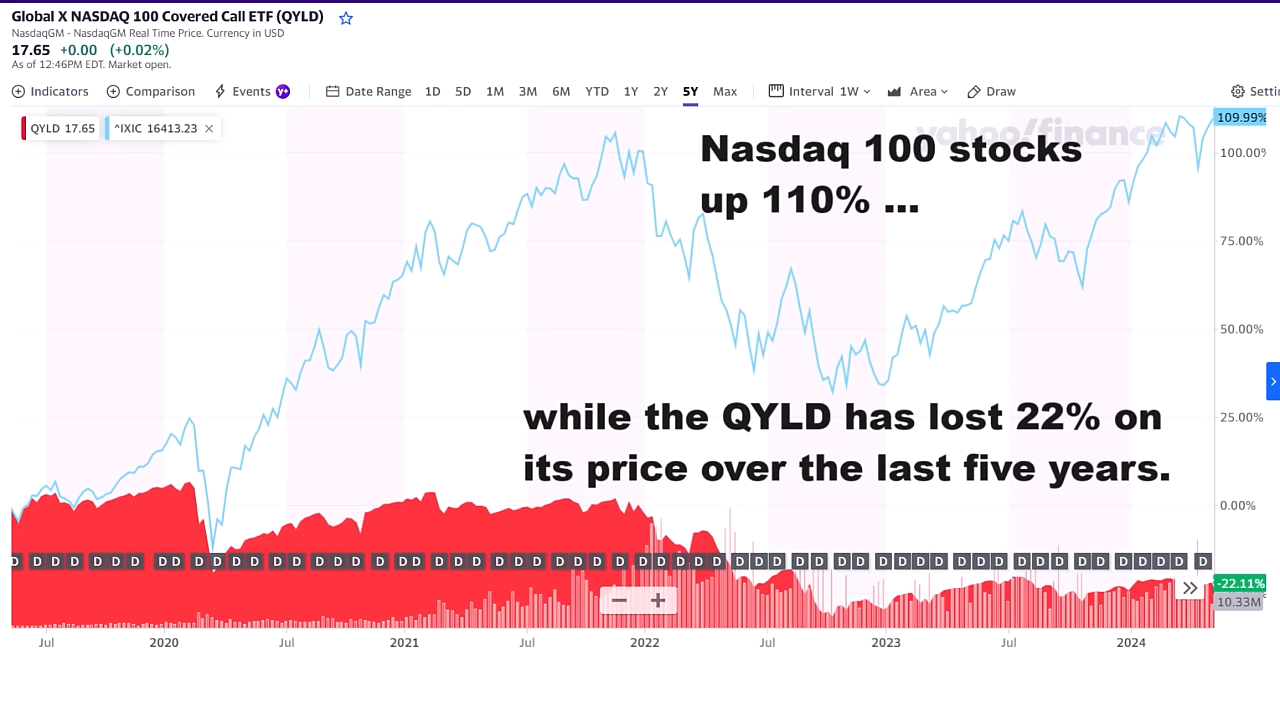 Global X NASDAQ 100 Covered Call ETF (QYLD)
NasdaqGM - NasdaqGM Real Time Price. Currency in USD
17.65 +0.00 (+0.02%)
As of 12:46PM EDT. Market open.
Indicators Comparison Events y+ Date Range 1D 5D 1M 3M 6M YTD 1Y 2Y 5Y Max Interval 1W Area Draw Setti
QYLD 17.65 ^IXIC 16413.23 ×
yahoo!finance
109.99%
Nasdaq 100 stocks
100.00%
up 110% ...
75.00%
50.00%
while the QYLD has lost 22% on
25.00%
its price over the last five years.
0.00%
D D D D D D D D D D D D D D D D D D D D D D D D D D D D D D D D D D D D D D D D D D D D D D D D D D D D D D D D D D D D
-22.11%
− +
10.33M
Jul 2020 Jul 2021 Jul 2022 Jul 2023 Jul 2024